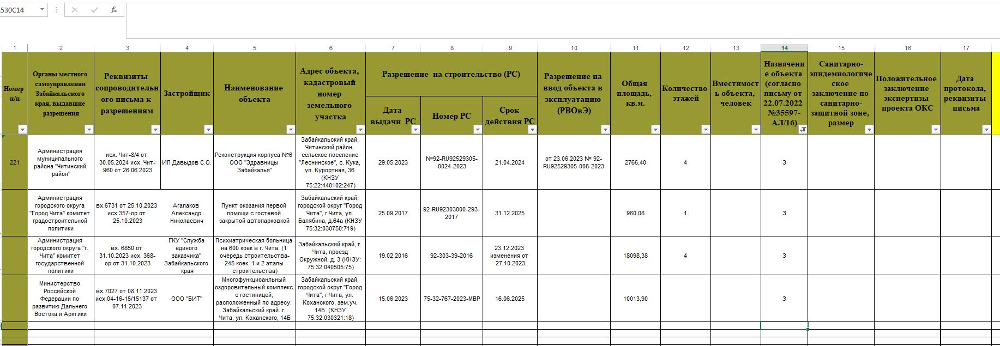 530C14
fx
1 2 3 4 5 6 7 8 9 10 11 12 13 14 15 16 17
Номер
п/п
Органы местного
самоуправления
Забайкальского
края, выдавшие
разрешения
Реквизиты
сопроводительн
ого письма к
разрешениям
Застройщик
Наименование
объекта
Адрес объекта,
кадастровый
номер
земельного
участка
Разрешение на строительство (РС)
Дата
выдачи РС
Номер РС
Срок
действия РС
Разрешение на
ввод объекта в
эксплуатацию
(РВОвЭ)
Общая
площадь,
кв.м.
Количество
этажей
Вместимост
ь объекта,
человек
Назначени
е объекта
(согласно
письму от
22.07.2022
№35597-
АЛ/16)
Санитарно-
эпидемиологиче
ское
заключение по
санитарно-
защитной зоне,
размер
Положительное
заключение
экспертизы
проекта ОКС
Дата
протокола,
реквизиты
письма
221
Администрация
муниципального
района "Читинский
район"
исх. Чит-8/4 от
30.05.2024 исх. Чит-
960 от 26.06.2023
ИП Давыдов С.О.
Реконструкция корпуса №6
ООО "Здравницы
Забайкалья"
Забайкальский край,
Читинский район,
сельское поселение
"Леснинское", с. Кука,
ул. Курортная, 36
(КНЗУ
75:22:440102:247)
29.05.2023
№92-RU92529305-
0024-2023
21.04.2024
от 23.06.2023 № 92-
RU92529305-008-2023
2766,40
4
3
Администрация
городского округа
"Город Чита" комитет
градостроительной
политики
вх.6731 от 25.10.2023
исх.357-ор от
25.10.2023
Агалаков
Александр
Николаевич
Пункт окозания первой
помощи с гостевой
закрытой автопарковкой
Забайкальский край,
городской округ "Город
Чита", г.Чита, ул.
Балябина, д.64а (КНЗУ
75:32:030750:719)
25.09.2017
92-RU92303000-293-
2017
31.12.2025
960,08
1
3
Администрация
городского округа "г.
Чита" комитет
государственной
политики
вх. 6850 от
31.10.2023 исх. 368-
ор от 31.10.2023
ГКУ "Служба
единого
заказчика"
Забайкальского
края
Психиатрическая больница
на 600 коек в г. Чита. (1
очередь строительства-
245 коек. 1 и 2 этапы
строительства)
Забайкальский край, г.
Чита, проезд
Окружной, д. 3 (КНЗУ:
75:32:040505:75)
19.02.2016
92-303-39-2016
23.12.2023
изменения от
27.10.2023
18098,38
4
3
Министерство
Российской
Федерации по
развитию Дальнего
Востока и Арктики
вх.7027 от 08.11.2023
исх.04-16-15/15137 от
07.11.2023
ООО "БИТ"
Многофункциоанльный
оздоровительный комплекс
с гостиницей,
расположенный по адресу:
Забайкальский край. г.
Чита, ул. Коханского, 14Б
Забайкальский край,
городской округ "Город
Чита", г.Чита, ул.
Коханского, зем.уч.
14Б (КНЗУ
75:32:030321:18)
15.06.2023
75-32-767-2023-МВР
16.06.2025
10013,90
3